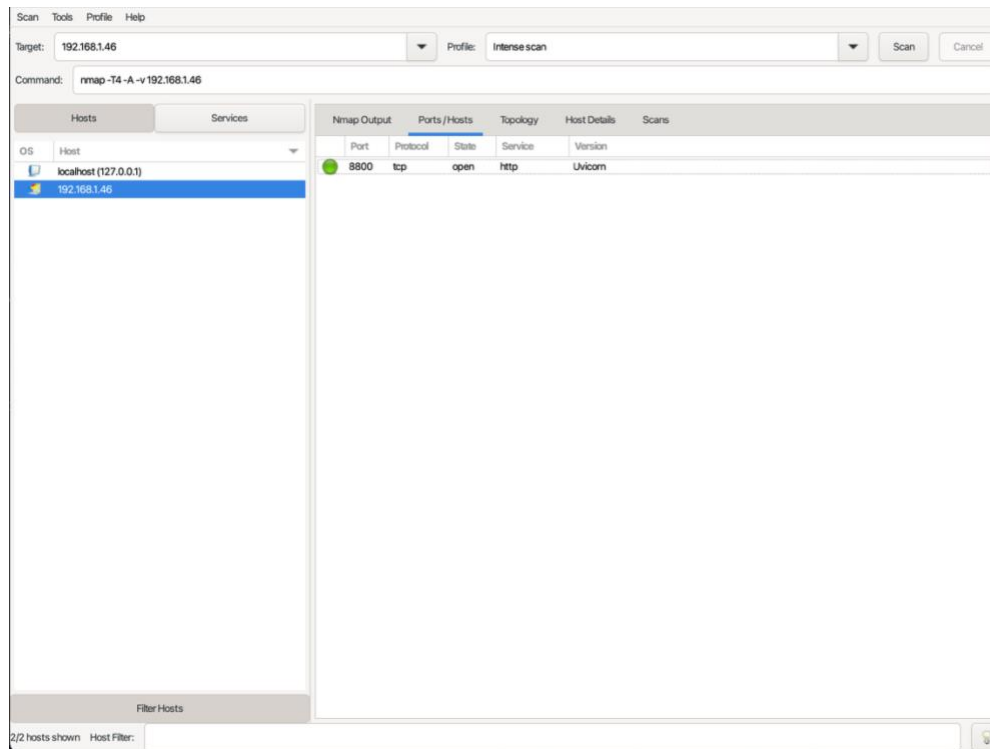 Scan Tools Profile Help
Target: 192.168.1.46 Profile: Intense scan Scan Cancel
Command: nmap -T4 -A -v 192.168.1.46
Hosts Services Nmap Output Ports / Hosts Topology Host Details Scans
OS Host Port Protocol State Service Version
localhost (127.0.0.1) 8800 tcp open http Uvicorn
192.168.1.46
Filter Hosts
2/2 hosts shown Host Filter: